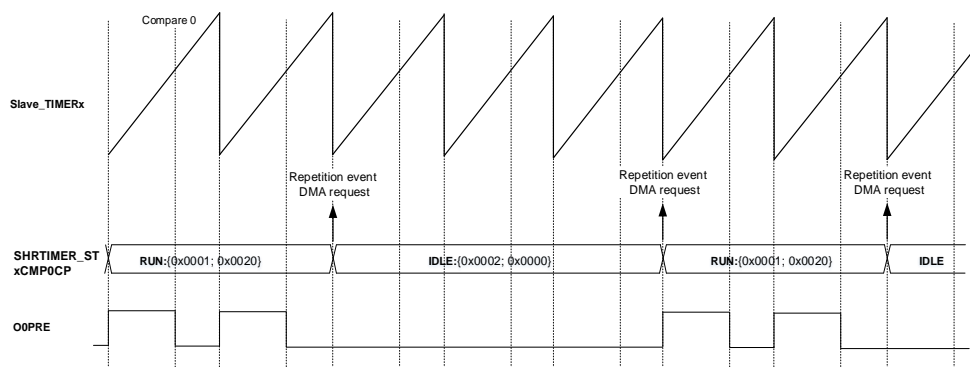 Compare 0
Slave_TIMERx
Repetition event
DMA request
Repetition event
DMA request
Repetition event
DMA request
SHRTIMER_ST
xCMP0CP
RUN:{0x0001; 0x0020}
IDLE:{0x0002; 0x0000}
RUN:{0x0001; 0x0020}
IDLE
O0PRE